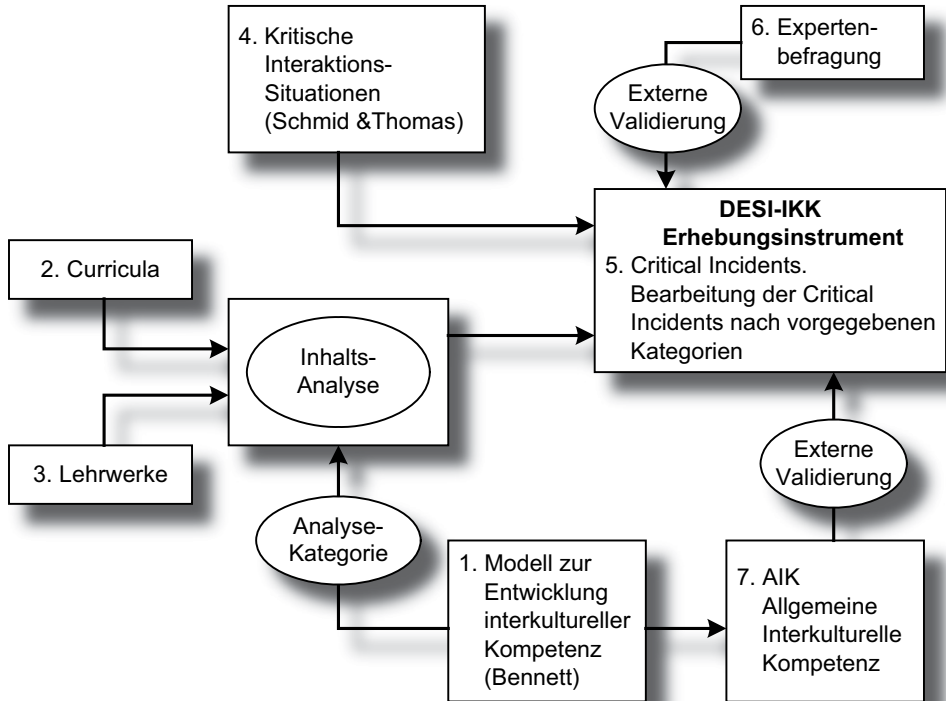 4. Kritische
Interaktions-
Situationen
(Schmid &Thomas)
6. Experten-
befragung
Externe
Validierung
DESI-IKK
Erhebungsinstrument
5. Critical Incidents.
Bearbeitung der Critical
Incidents nach vorgegebenen
Kategorien
2. Curricula
Inhalts-
Analyse
3. Lehrwerke
Analyse-
Kategorie
Externe
Validierung
1. Modell zur
Entwicklung
interkultureller
Kompetenz
(Bennett)
7. AIK
Allgemeine
Interkulturelle
Kompetenz